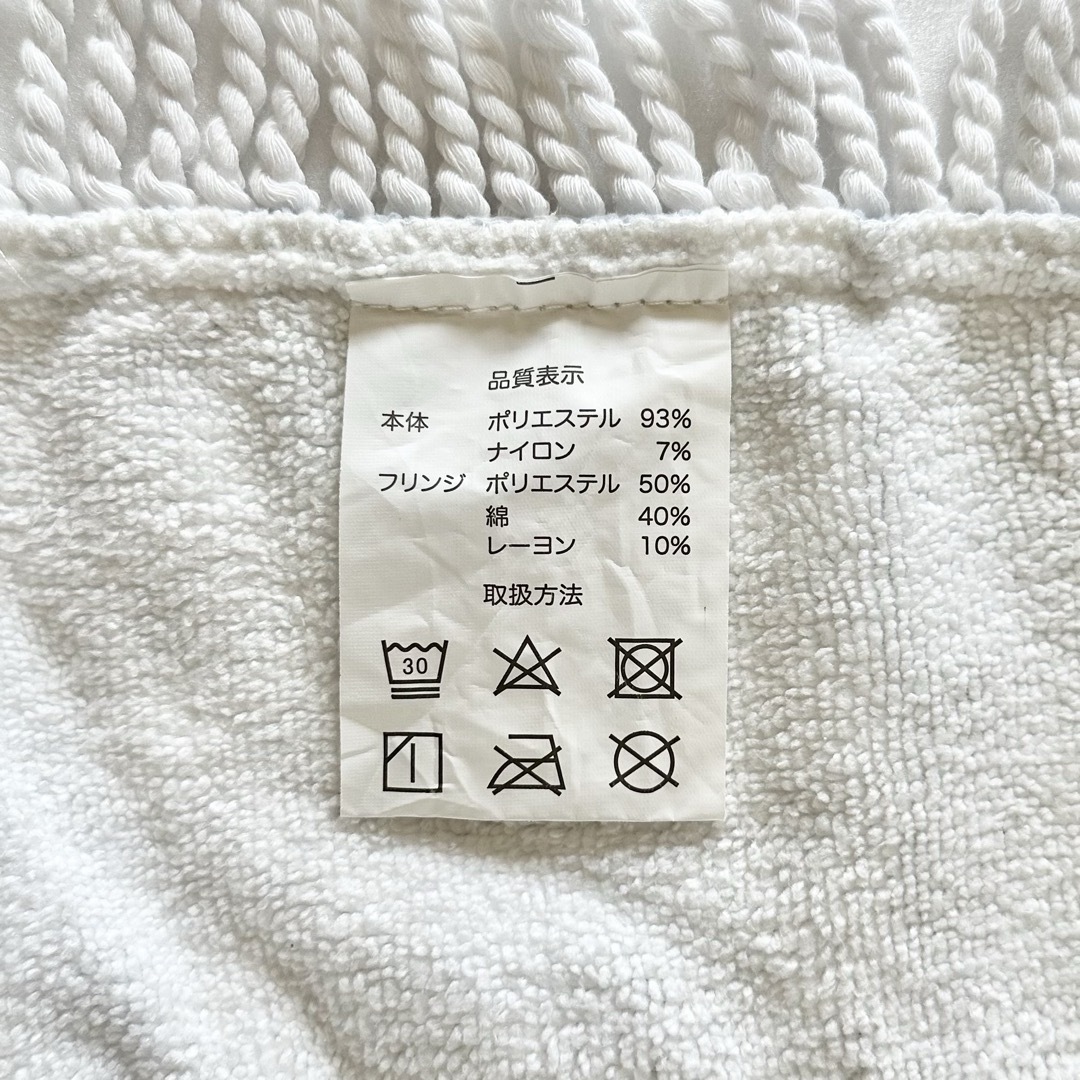 品質表示
本体 ポリエステル 93%
ナイロン 7%
フリンジ ポリエステル 50%
綿 40%
レーヨン 10%
取扱方法
30